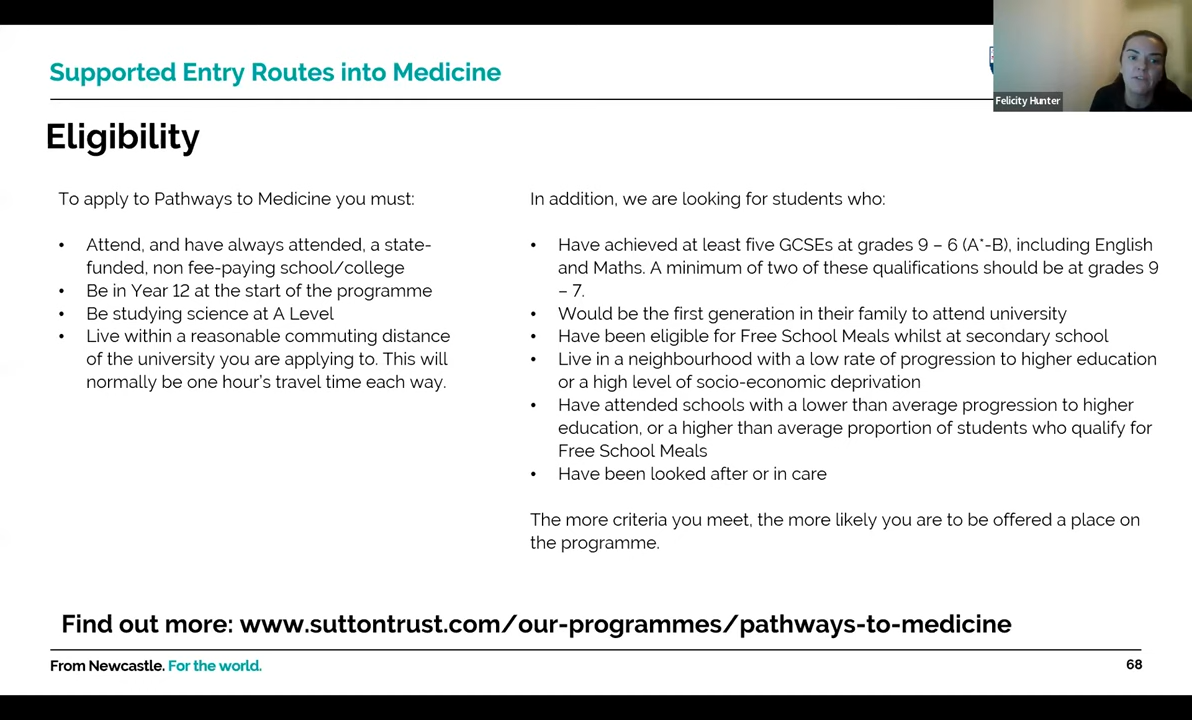 Supported Entry Routes into Medicine
Felicity Hunter
Eligibility
To apply to Pathways to Medicine you must:
• Attend, and have always attended, a state-
funded, non fee-paying school/college
• Be in Year 12 at the start of the programme
• Be studying science at A Level
• Live within a reasonable commuting distance
of the university you are applying to. This will
normally be one hour's travel time each way.
In addition, we are looking for students who:
• Have achieved at least five GCSEs at grades 9 – 6 (A*-B), including English
and Maths. A minimum of two of these qualifications should be at grades 9
– 7.
• Would be the first generation in their family to attend university
• Have been eligible for Free School Meals whilst at secondary school
• Live in a neighbourhood with a low rate of progression to higher education
or a high level of socio-economic deprivation
• Have attended schools with a lower than average progression to higher
education, or a higher than average proportion of students who qualify for
Free School Meals
• Have been looked after or in care
The more criteria you meet, the more likely you are to be offered a place on
the programme.
Find out more: www.suttontrust.com/our-programmes/pathways-to-medicine
From Newcastle. For the world.
68